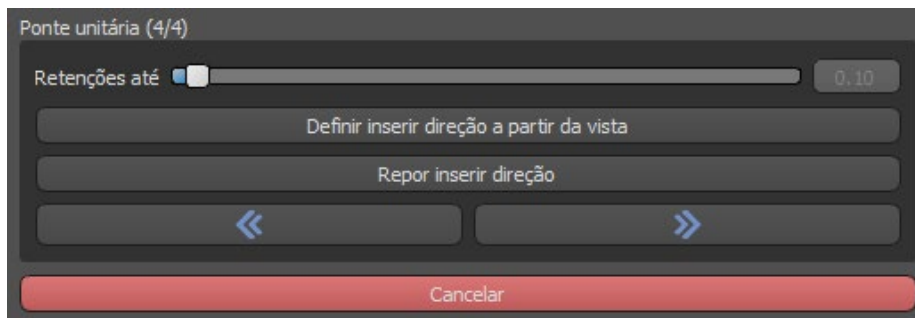 Ponte unitária (4/4)
Retenções até 0.10
Definir inserir direção a partir da vista
Repor inserir direção
Cancelar